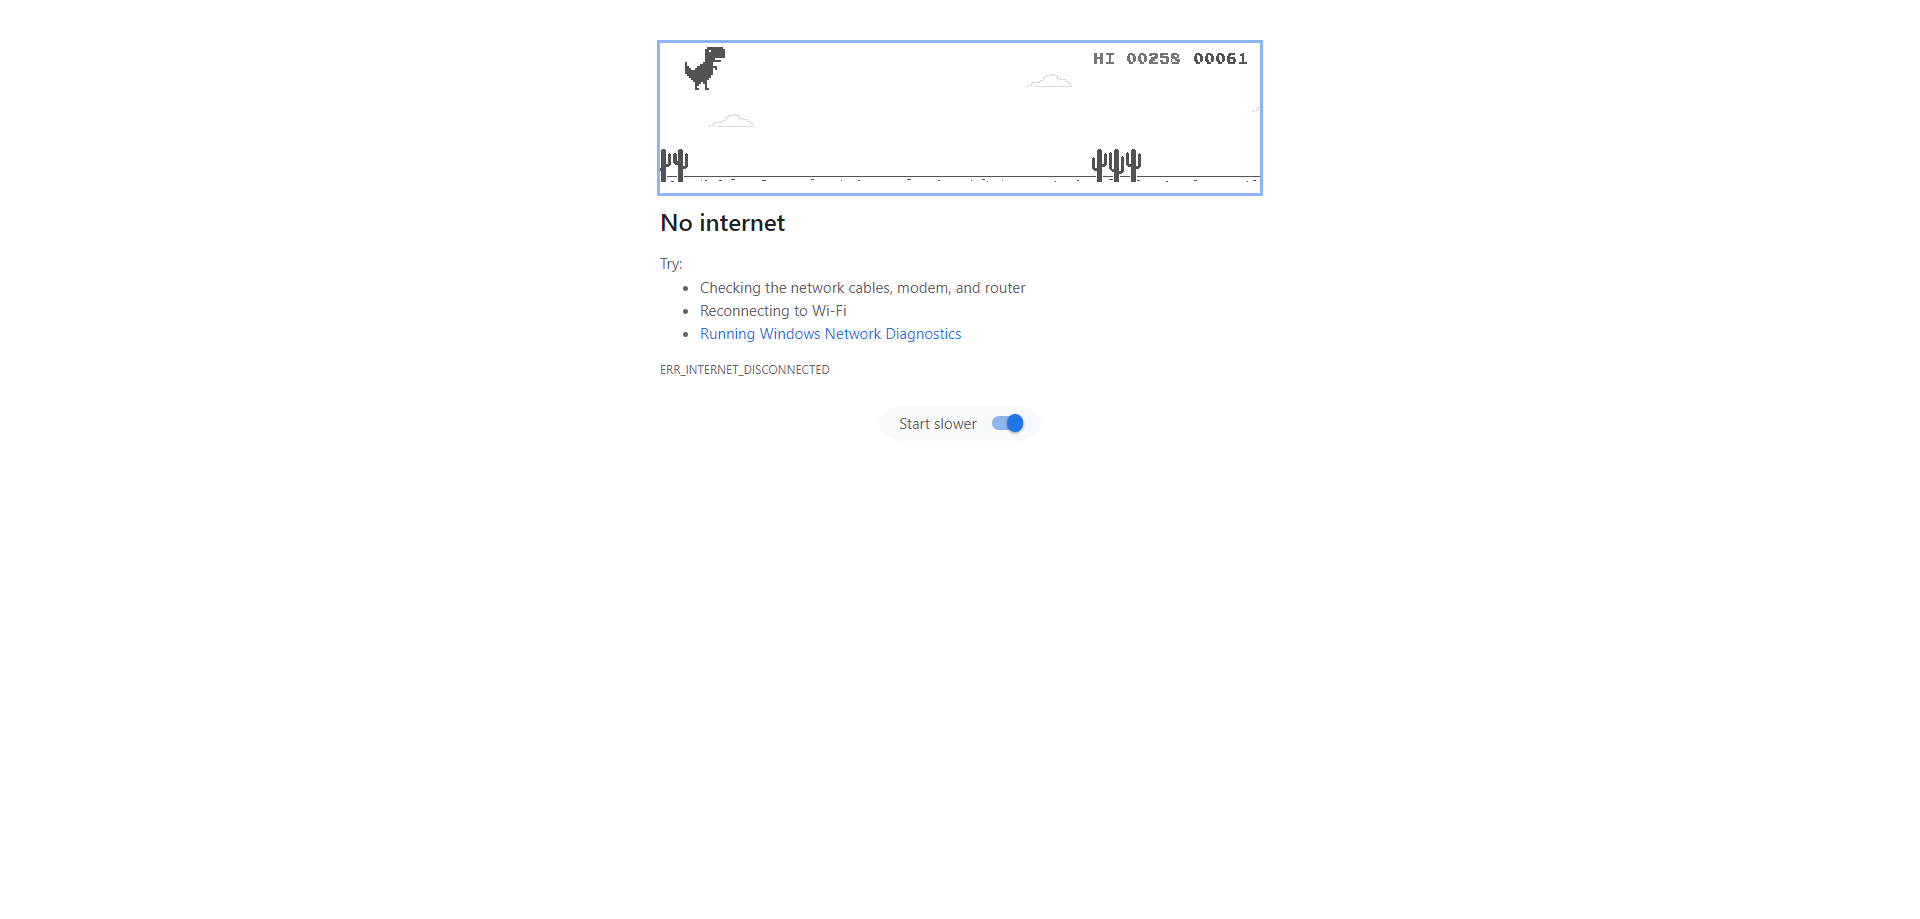 HI 00258 00061
No internet
Try:
Checking the network cables, modem, and router
Reconnecting to Wi-Fi
Running Windows Network Diagnostics
ERR_INTERNET_DISCONNECTED
Start slower